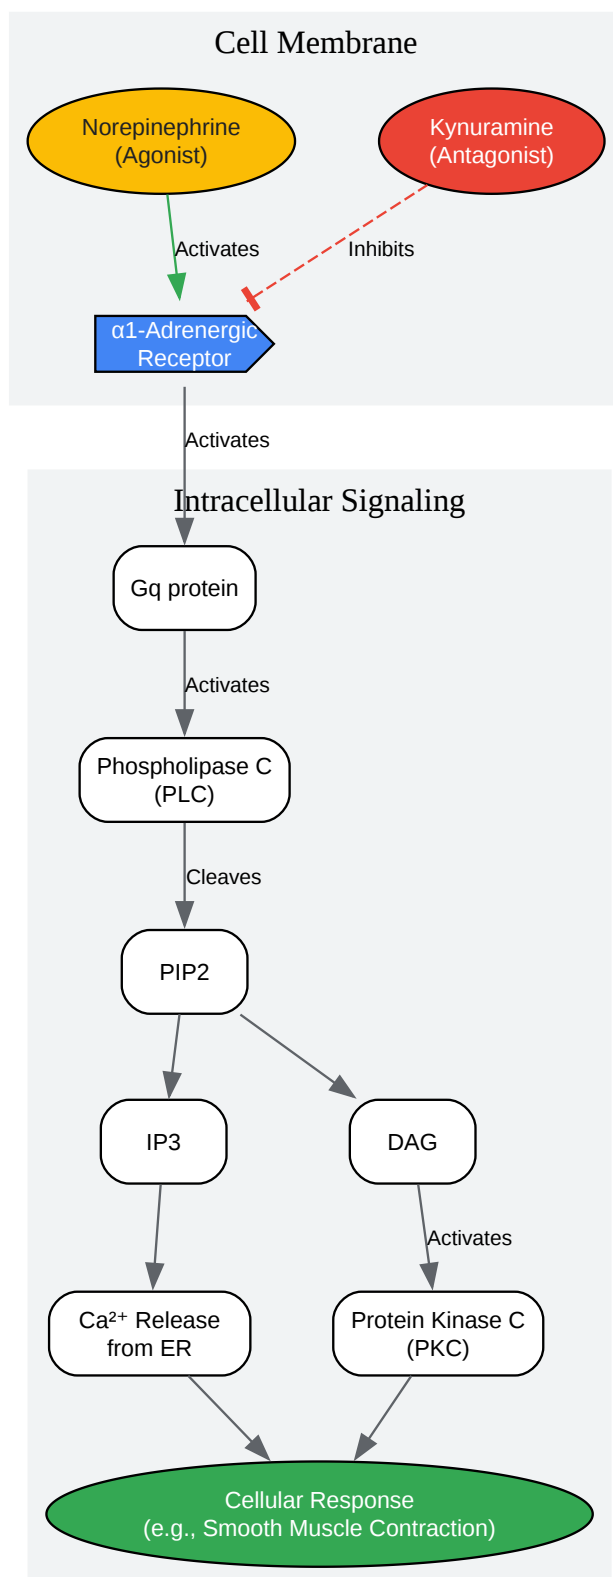 Cell Membrane
Norepinephrine
(Agonist)
Kynuramine
(Antagonist)
Activates
Inhibits
α1-Adrenergic
Receptor
Activates
Intracellular Signaling
Gq protein
Activates
Phospholipase C
(PLC)
Cleaves
PIP2
IP3
DAG
Activates
Ca²⁺ Release
from ER
Protein Kinase C
(PKC)
Cellular Response
(e.g., Smooth Muscle Contraction)